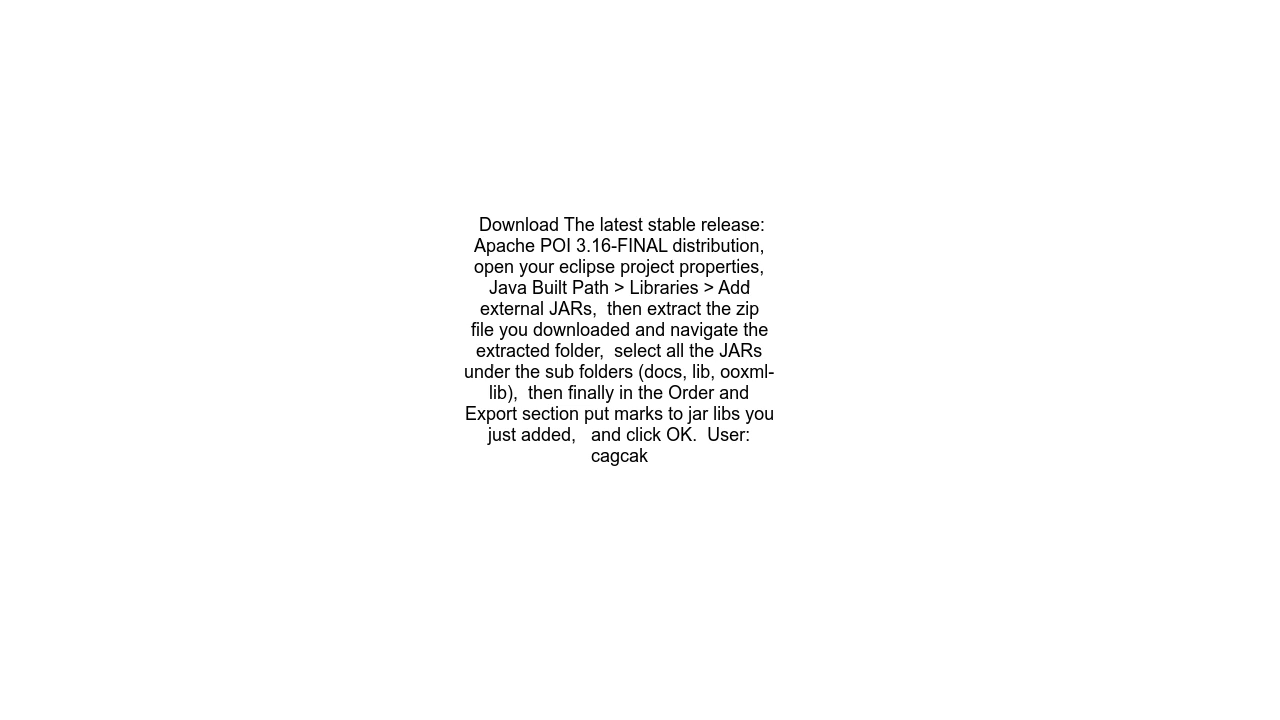 Download The latest stable release:
Apache POI 3.16-FINAL distribution,
open your eclipse project properties,
Java Built Path > Libraries > Add
external JARs,  then extract the zip
file you downloaded and navigate the
extracted folder,  select all the JARs
under the sub folders (docs, lib, ooxml-
lib),  then finally in the Order and
Export section put marks to jar libs you
just added,   and click OK.  User:
cagcak